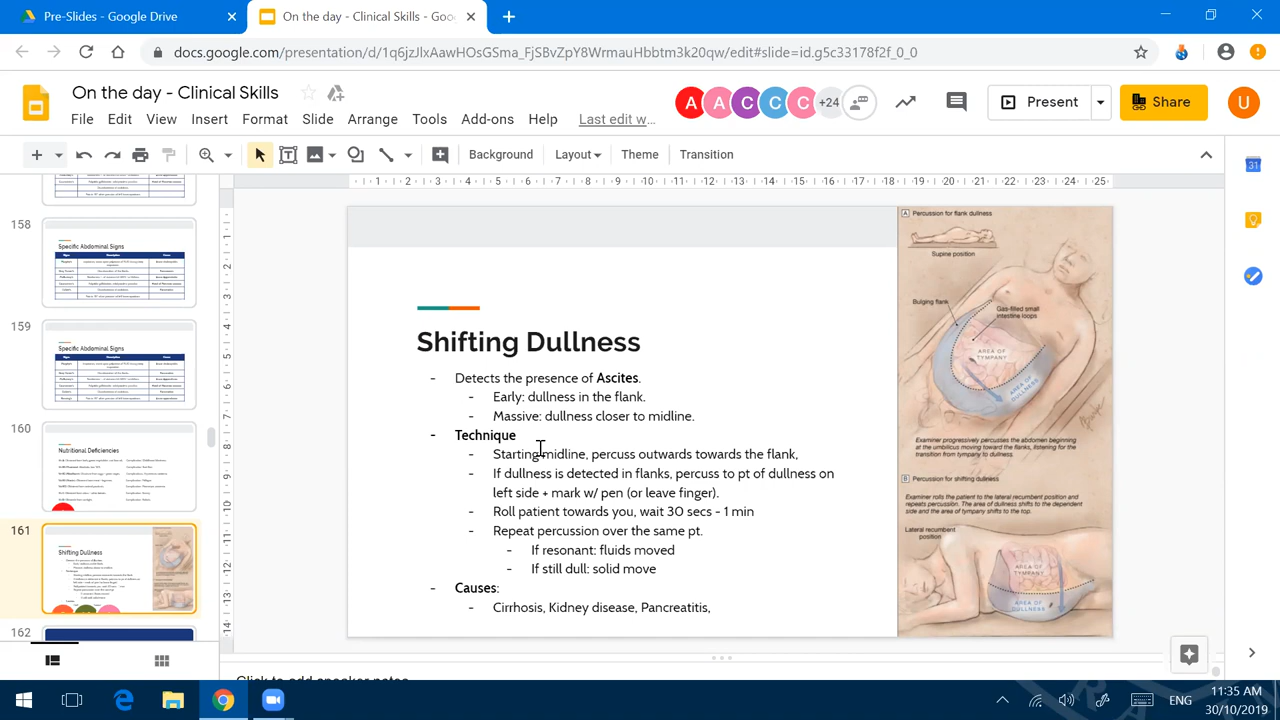 Pre-Slides - Google Drive
On the day - Clinical Skills - Goo
docs.google.com/presentation/d/1q6jzJlxAawHOsGSma_FjSBvZpY8WrmauHbbtm3k20qw/edit#slide=id.g5c33178f2f_0_0
On the day - Clinical Skills
A A C C C +24
Present
Share
U
File Edit View Insert Format Slide Arrange Tools Add-ons Help Last edit w...
Background Layout Theme Transition
31
158
Specific Abdominal Signs
159
Specific Abdominal Signs
160
Nutritional Deficiencies
161
Shifting Dullness
162
Shifting Dullness
Detects the presence of Ascites.
- Early: dullness in the flank.
- Massive: dullness closer to midline.
- Technique
- Starting midline, percuss outwards towards the flank.
- If dullness is detected in flanks, percuss to pt of dullness on
left side + mark w/ pen (or leave finger).
- Roll patient towards you, wait 30 secs - 1 min
- Repeat percussion over the same pt.
- If resonant: fluids moved
- If still dull: solid move
- Causes:
- Cirrhosis, Kidney disease, Pancreatitis,
A Percussion for flank dullness
Supine position
Bulging flank
Gas-filled small
intestine loops
AREA OF
TYMPANY
AREA OF
DULLNESS
Examiner progressively percusses the abdomen beginning
at the umbilicus moving toward the flanks, listening for the
transition from tympany to dullness.
B Percussion for shifting dullness
Examiner rolls the patient to the lateral recumbent position and
repeats percussion. The area of dullness shifts to the dependent
side and the area of tympany shifts to the top.
Lateral recumbent
position
AREA OF
TYMPANY
AREA OF
DULLNESS
Click to add speaker notes
ENG
11:35 AM
30/10/2019